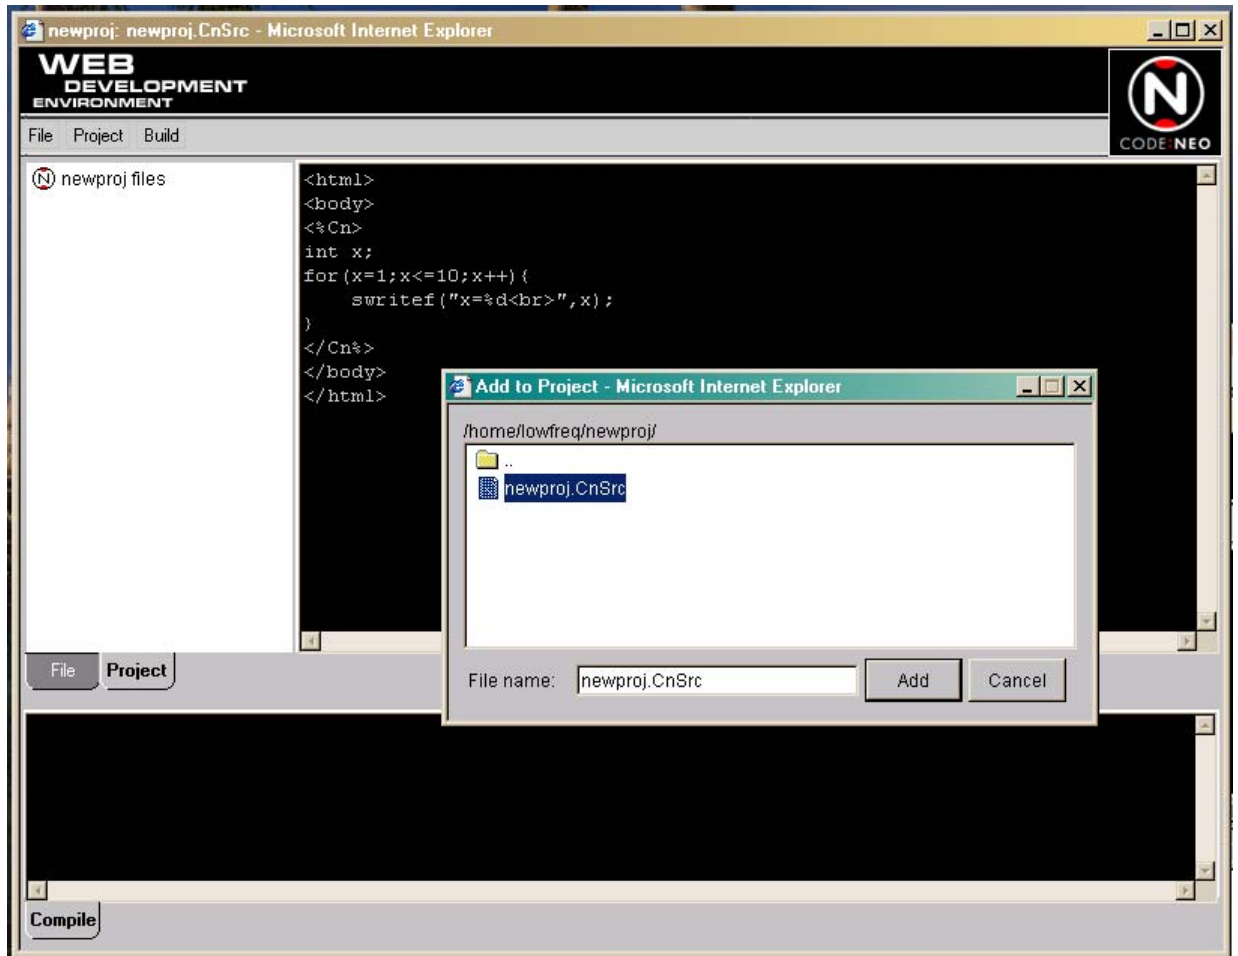 newproj: newproj.CnSrc - Microsoft Internet Explorer
WEB
DEVELOPMENT
ENVIRONMENT
N
CODE:NEO
File Project Build
N newproj files
<html>
<body>
<%Cn>
int x;
for(x=1;x<=10;x++){
    swritef("x=%d<br>",x);
}
</Cn%>
</body>
</html>
Add to Project - Microsoft Internet Explorer
/home/lowfreq/newproj/
..
newproj.CnSrc
File name: newproj.CnSrc Add Cancel
File Project
Compile